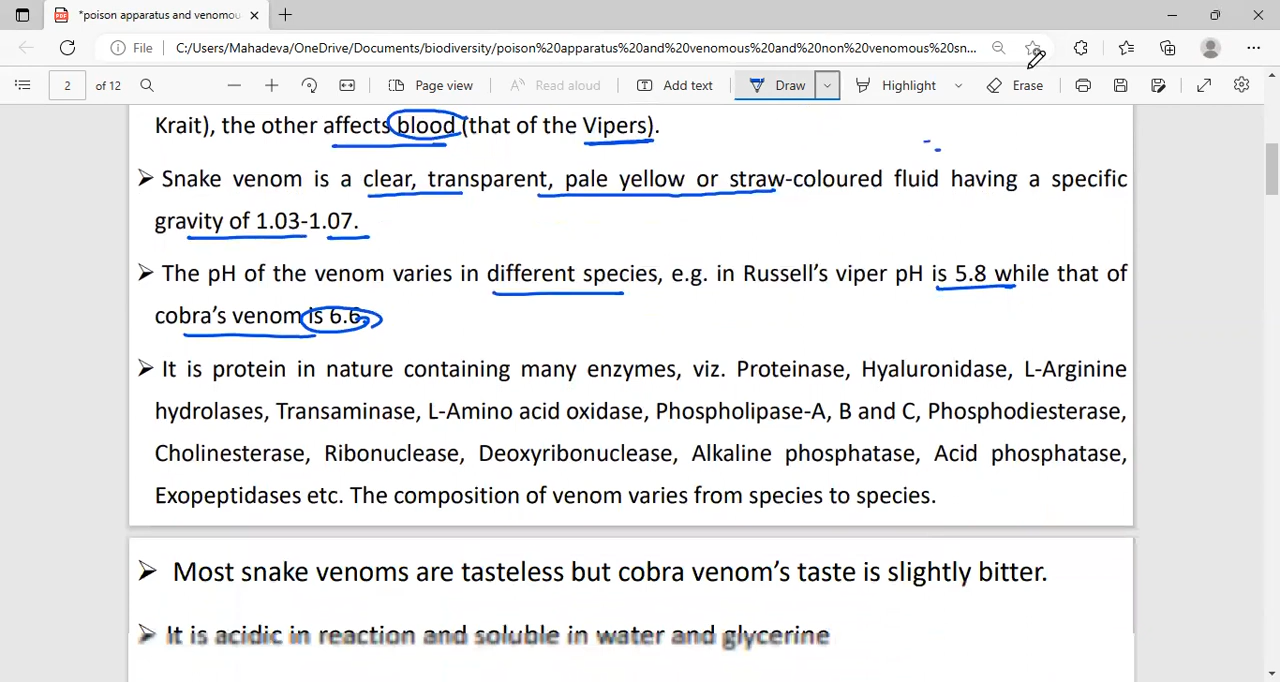 *poison apparatus and venomou
File C:/Users/Mahadeva/OneDrive/Documents/biodiversity/poison%20apparatus%20and%20venomous%20and%20non%20venomous%20sn...
2 of 12 Page view Read aloud Add text Draw Highlight Erase
Krait), the other affects blood (that of the Vipers).
➢ Snake venom is a clear, transparent, pale yellow or straw-coloured fluid having a specific
gravity of 1.03-1.07.
➢ The pH of the venom varies in different species, e.g. in Russell’s viper pH is 5.8 while that of
cobra’s venom is 6.6.
➢ It is protein in nature containing many enzymes, viz. Proteinase, Hyaluronidase, L-Arginine
hydrolases, Transaminase, L-Amino acid oxidase, Phospholipase-A, B and C, Phosphodiesterase,
Cholinesterase, Ribonuclease, Deoxyribonuclease, Alkaline phosphatase, Acid phosphatase,
Exopeptidases etc. The composition of venom varies from species to species.
➢ Most snake venoms are tasteless but cobra venom’s taste is slightly bitter.
➢ It is acidic in reaction and soluble in water and glycerine